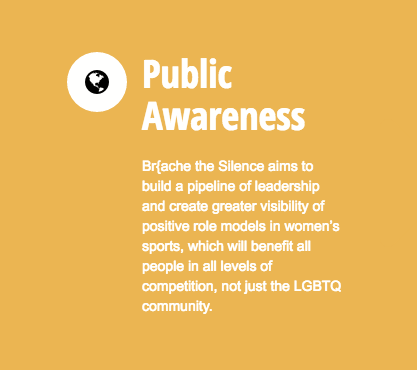 Public
Awareness
Br{ache the Silence aims to
build a pipeline of leadership
and create greater visibility of
positive role models in women's
sports, which will benefit all
people in all levels of
competition, not just the LGBTQ
community.